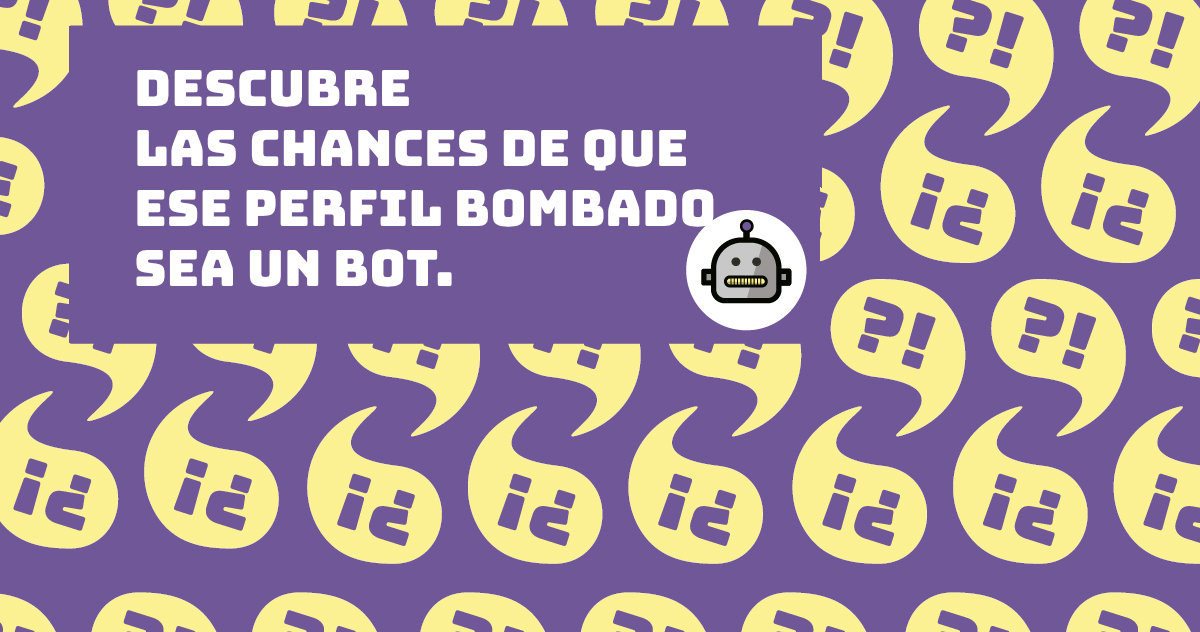 DESCUBRE
LAS CHANCES DE QUE
ESE PERFIL BOMBADO
SEA UN BOT.